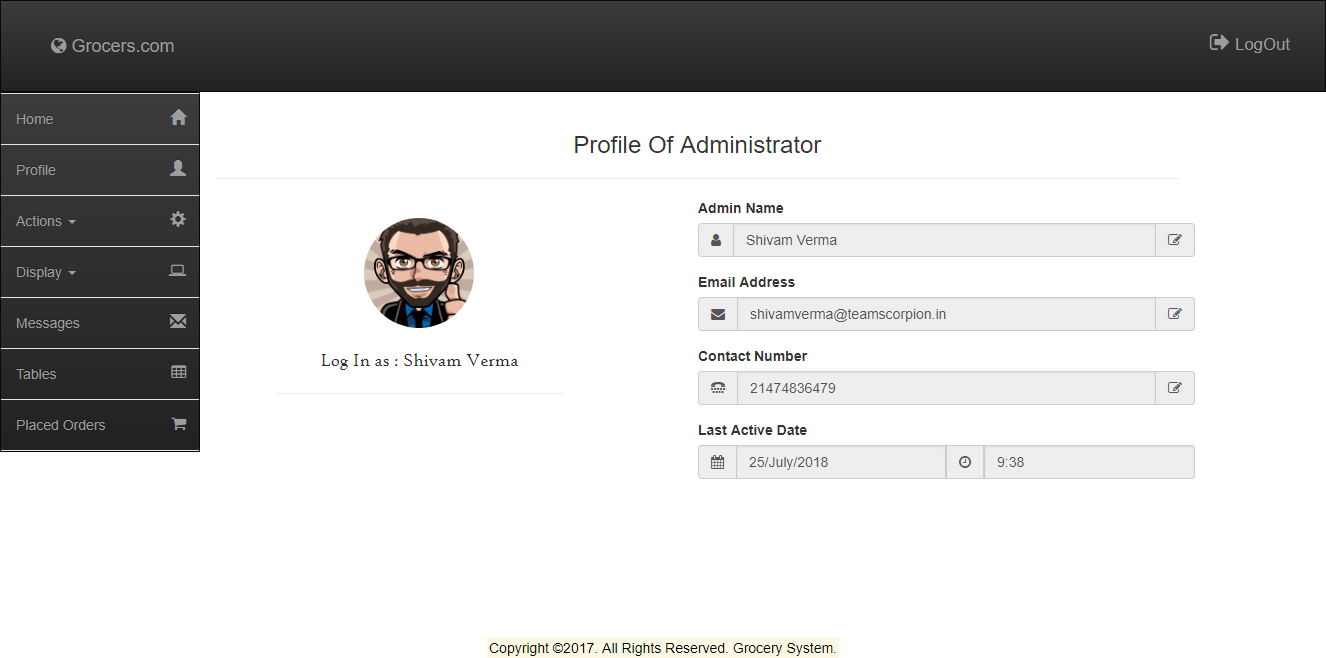 Grocers.com
LogOut
Home
Profile
Actions
Display
Messages
Tables
Placed Orders
Profile Of Administrator
Log In as : Shivam Verma
Admin Name
Shivam Verma
Email Address
shivamverma@teamscorpion.in
Contact Number
21474836479
Last Active Date
25/July/2018 9:38
Copyright ©2017. All Rights Reserved. Grocery System.